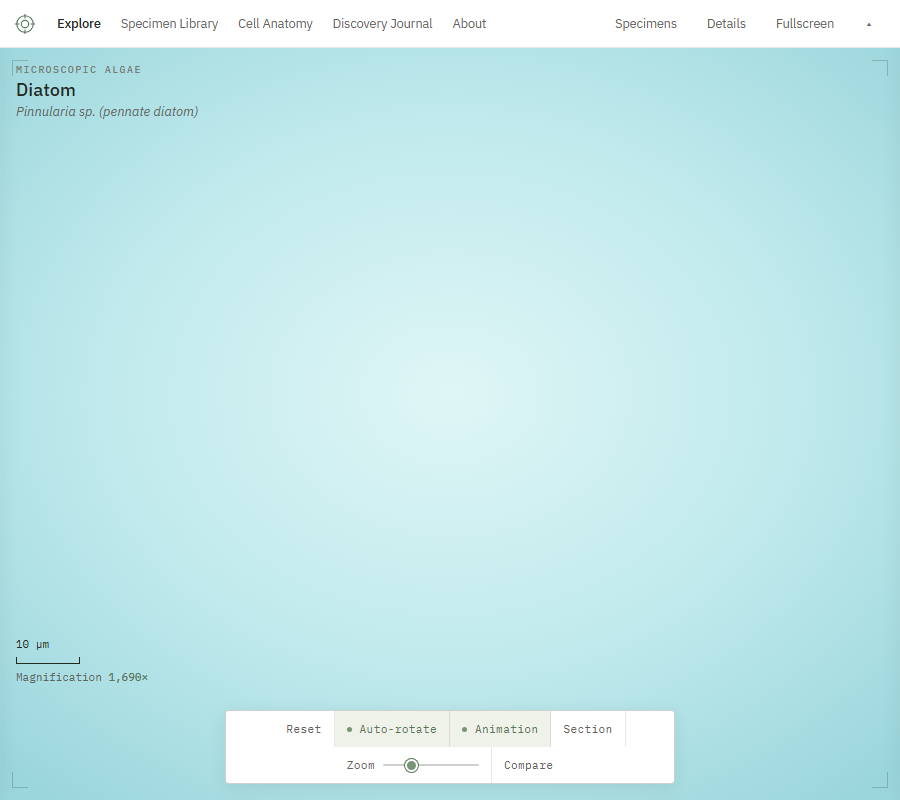 Explore Specimen Library Cell Anatomy Discovery Journal About Specimens Details Fullscreen
MICROSCOPIC ALGAE
Diatom
Pinnularia sp. (pennate diatom)
10 µm
Magnification 1,690×
Reset Auto-rotate Animation Section
Zoom Compare